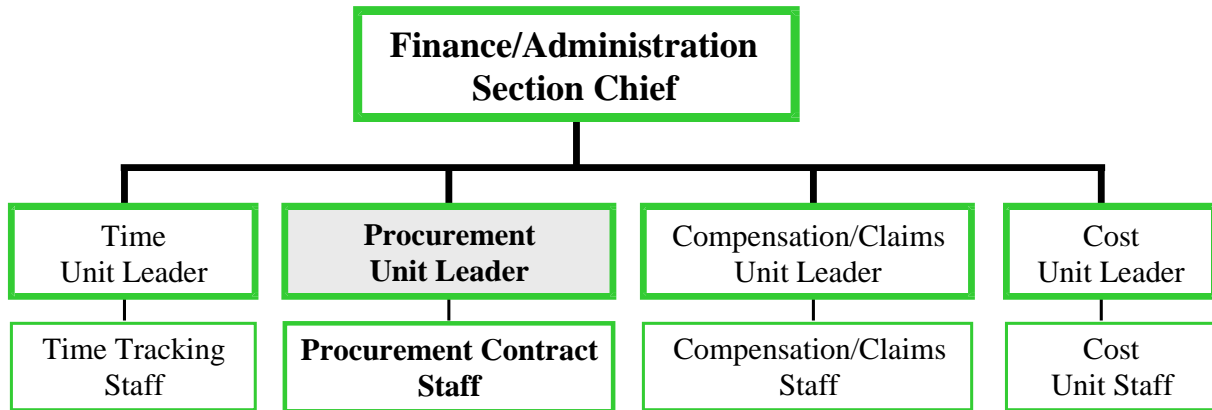 Finance/Administration
Section Chief
Time
Unit Leader
Procurement
Unit Leader
Compensation/Claims
Unit Leader
Cost
Unit Leader
Time Tracking
Staff
Procurement Contract
Staff
Compensation/Claims
Staff
Cost
Unit Staff